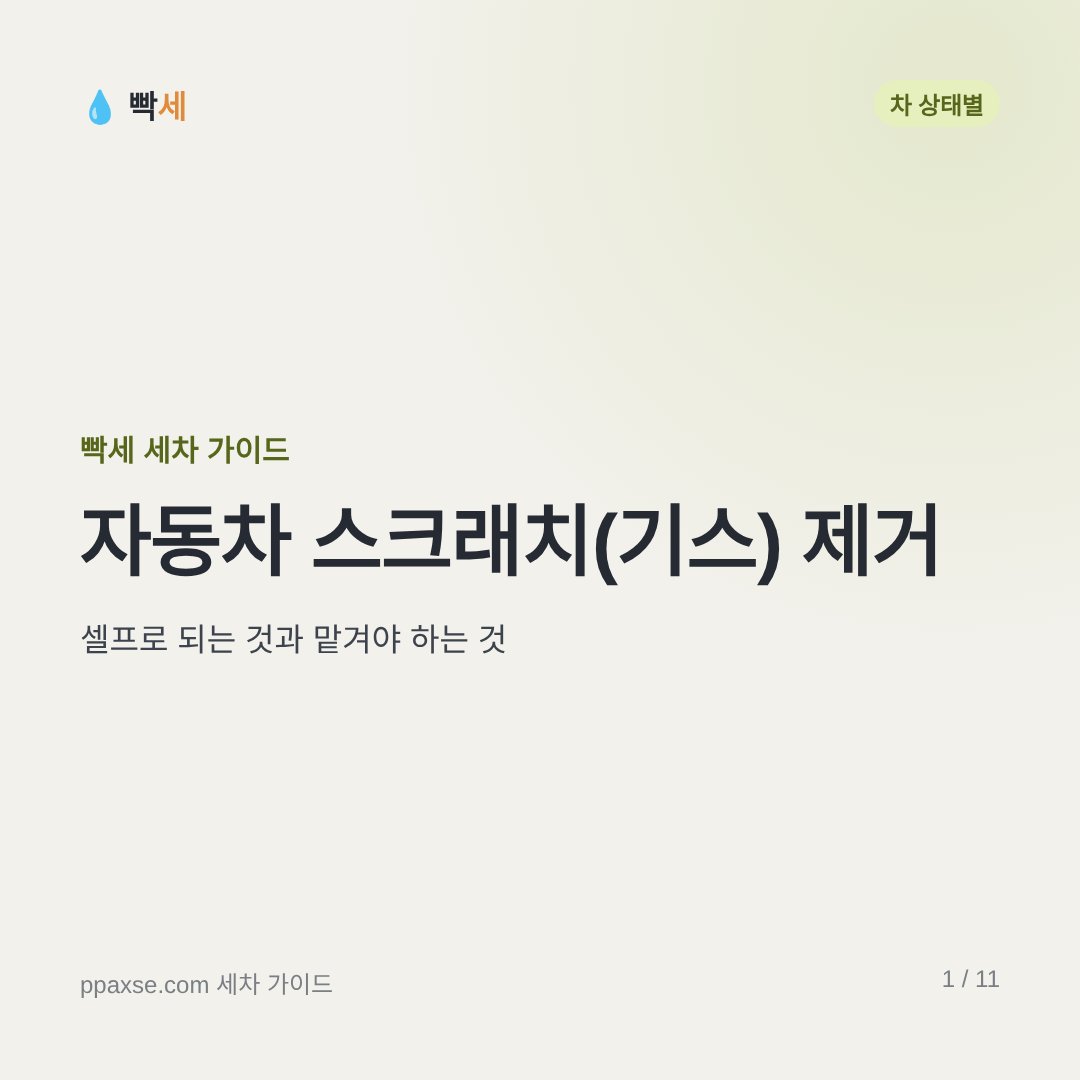 빡세
차 상태별
빡세 세차 가이드
자동차 스크래치(기스) 제거
셀프로 되는 것과 맡겨야 하는 것
ppaxse.com 세차 가이드
1 / 11